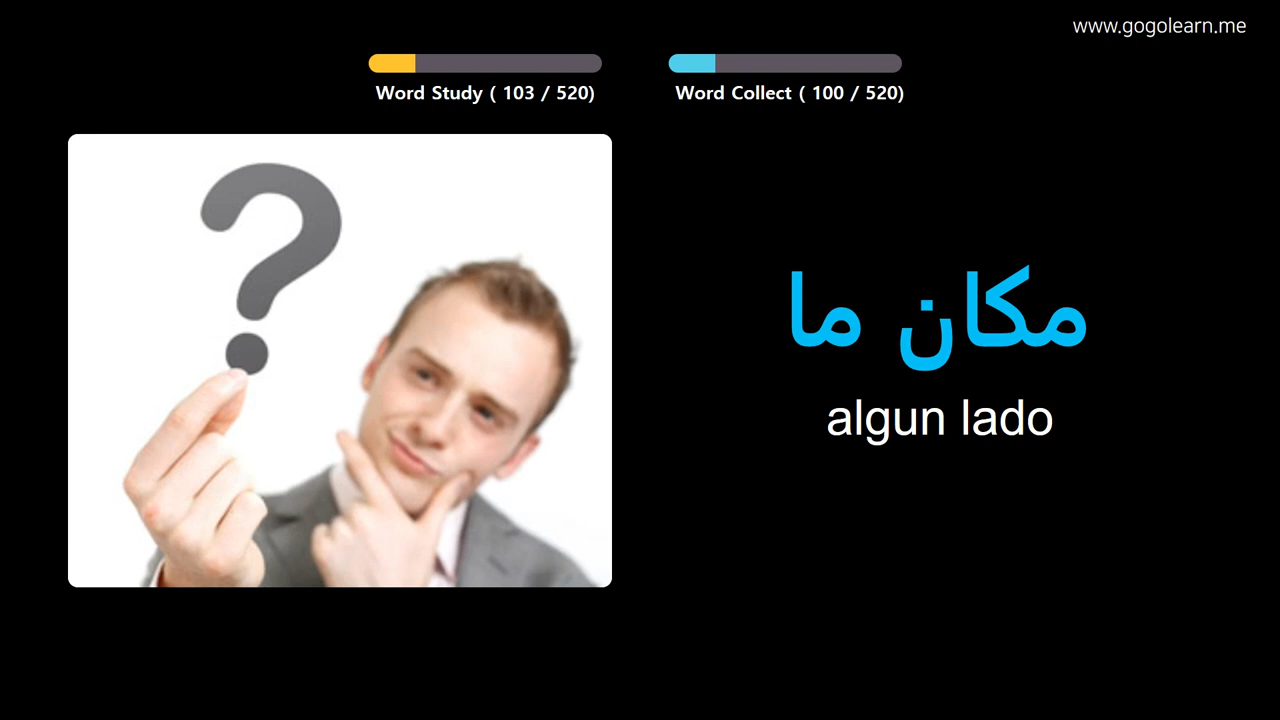 www.gogolearn.me
Word Study ( 103 / 520)
Word Collect ( 100 / 520)
مكان ما
algun lado